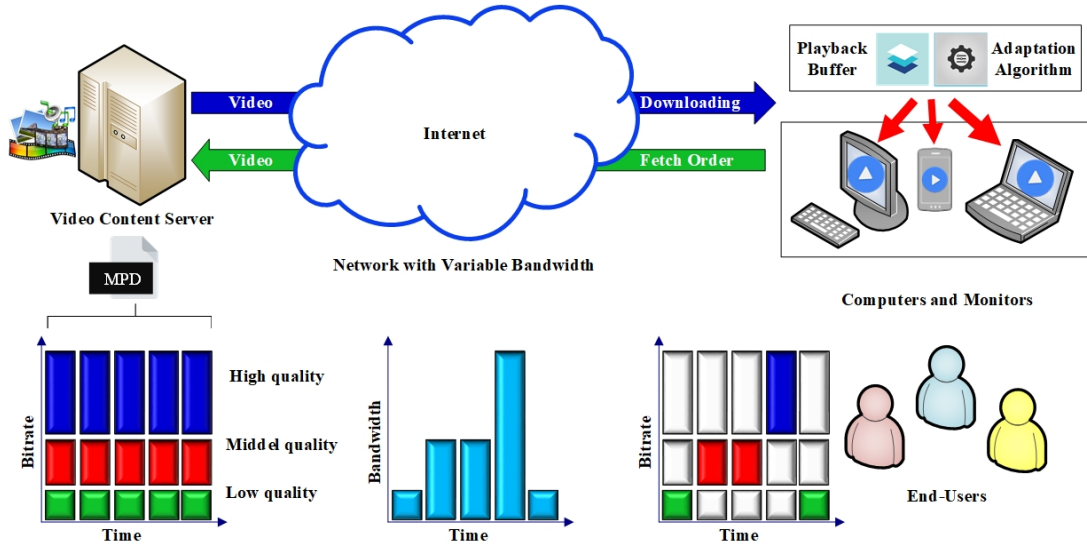 Playback
Buffer
Adaptation
Algorithm
Video
Downloading
Internet
Video
Fetch Order
Video Content Server
Network with Variable Bandwidth
MPD
Computers and Monitors
High quality
Middel quality
Low quality
Bitrate
Time
Bandwidth
Time
Bitrate
Time
End-Users